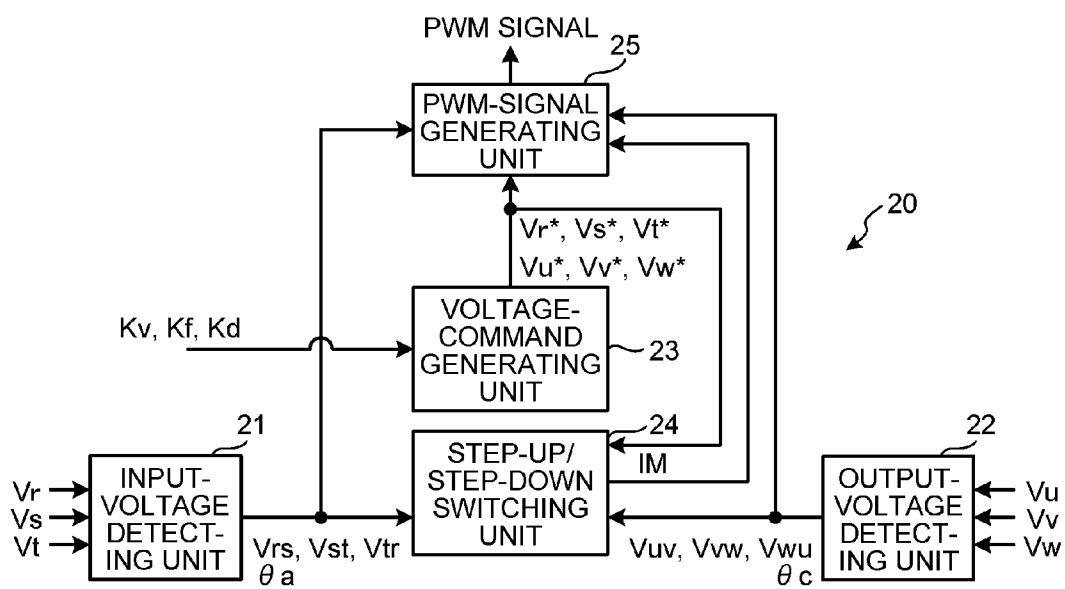 PWM SIGNAL
25
PWM-SIGNAL
GENERATING
UNIT
20
Vr*, Vs*, Vt*
Vu*, Vv*, Vw*
Kv, Kf, Kd
VOLTAGE-
COMMAND
GENERATING
UNIT
23
21
24
22
INPUT-
VOLTAGE
DETECT-
ING UNIT
Vr
Vs
Vt
STEP-UP/
STEP-DOWN
SWITCHING
UNIT
IM
OUTPUT-
VOLTAGE
DETECT-
ING UNIT
Vu
Vv
Vw
Vrs, Vst, Vtr
θa
Vuv, Vvw, Vwu
θc